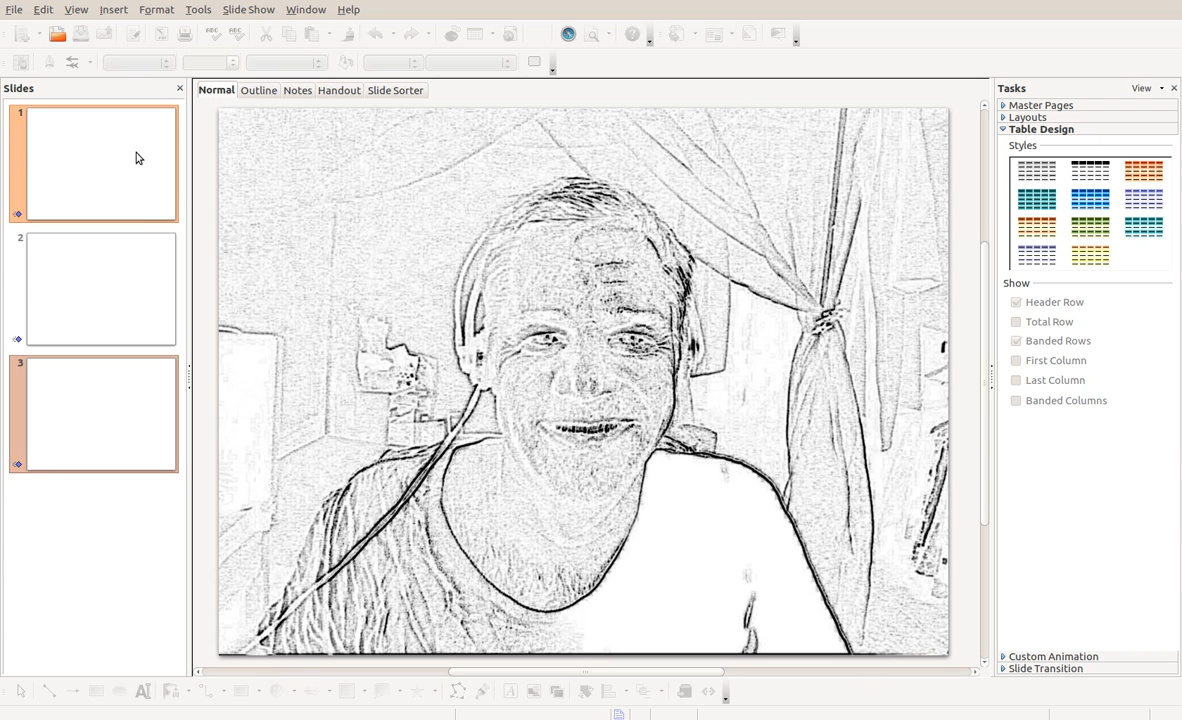 File Edit View Insert Format Tools Slide Show Window Help
Slides
Normal Outline Notes Handout Slide Sorter
1
2
3
Tasks View
Master Pages
Layouts
Table Design
Styles
Show
Header Row
Total Row
Banded Rows
First Column
Last Column
Banded Columns
Custom Animation
Slide Transition